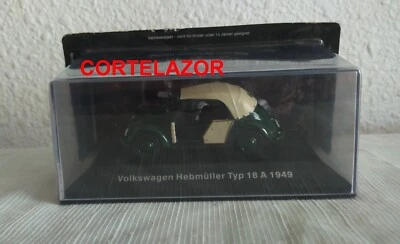 CORTELAZOR
Volkswagen Hebmüller Typ 18 A 1949